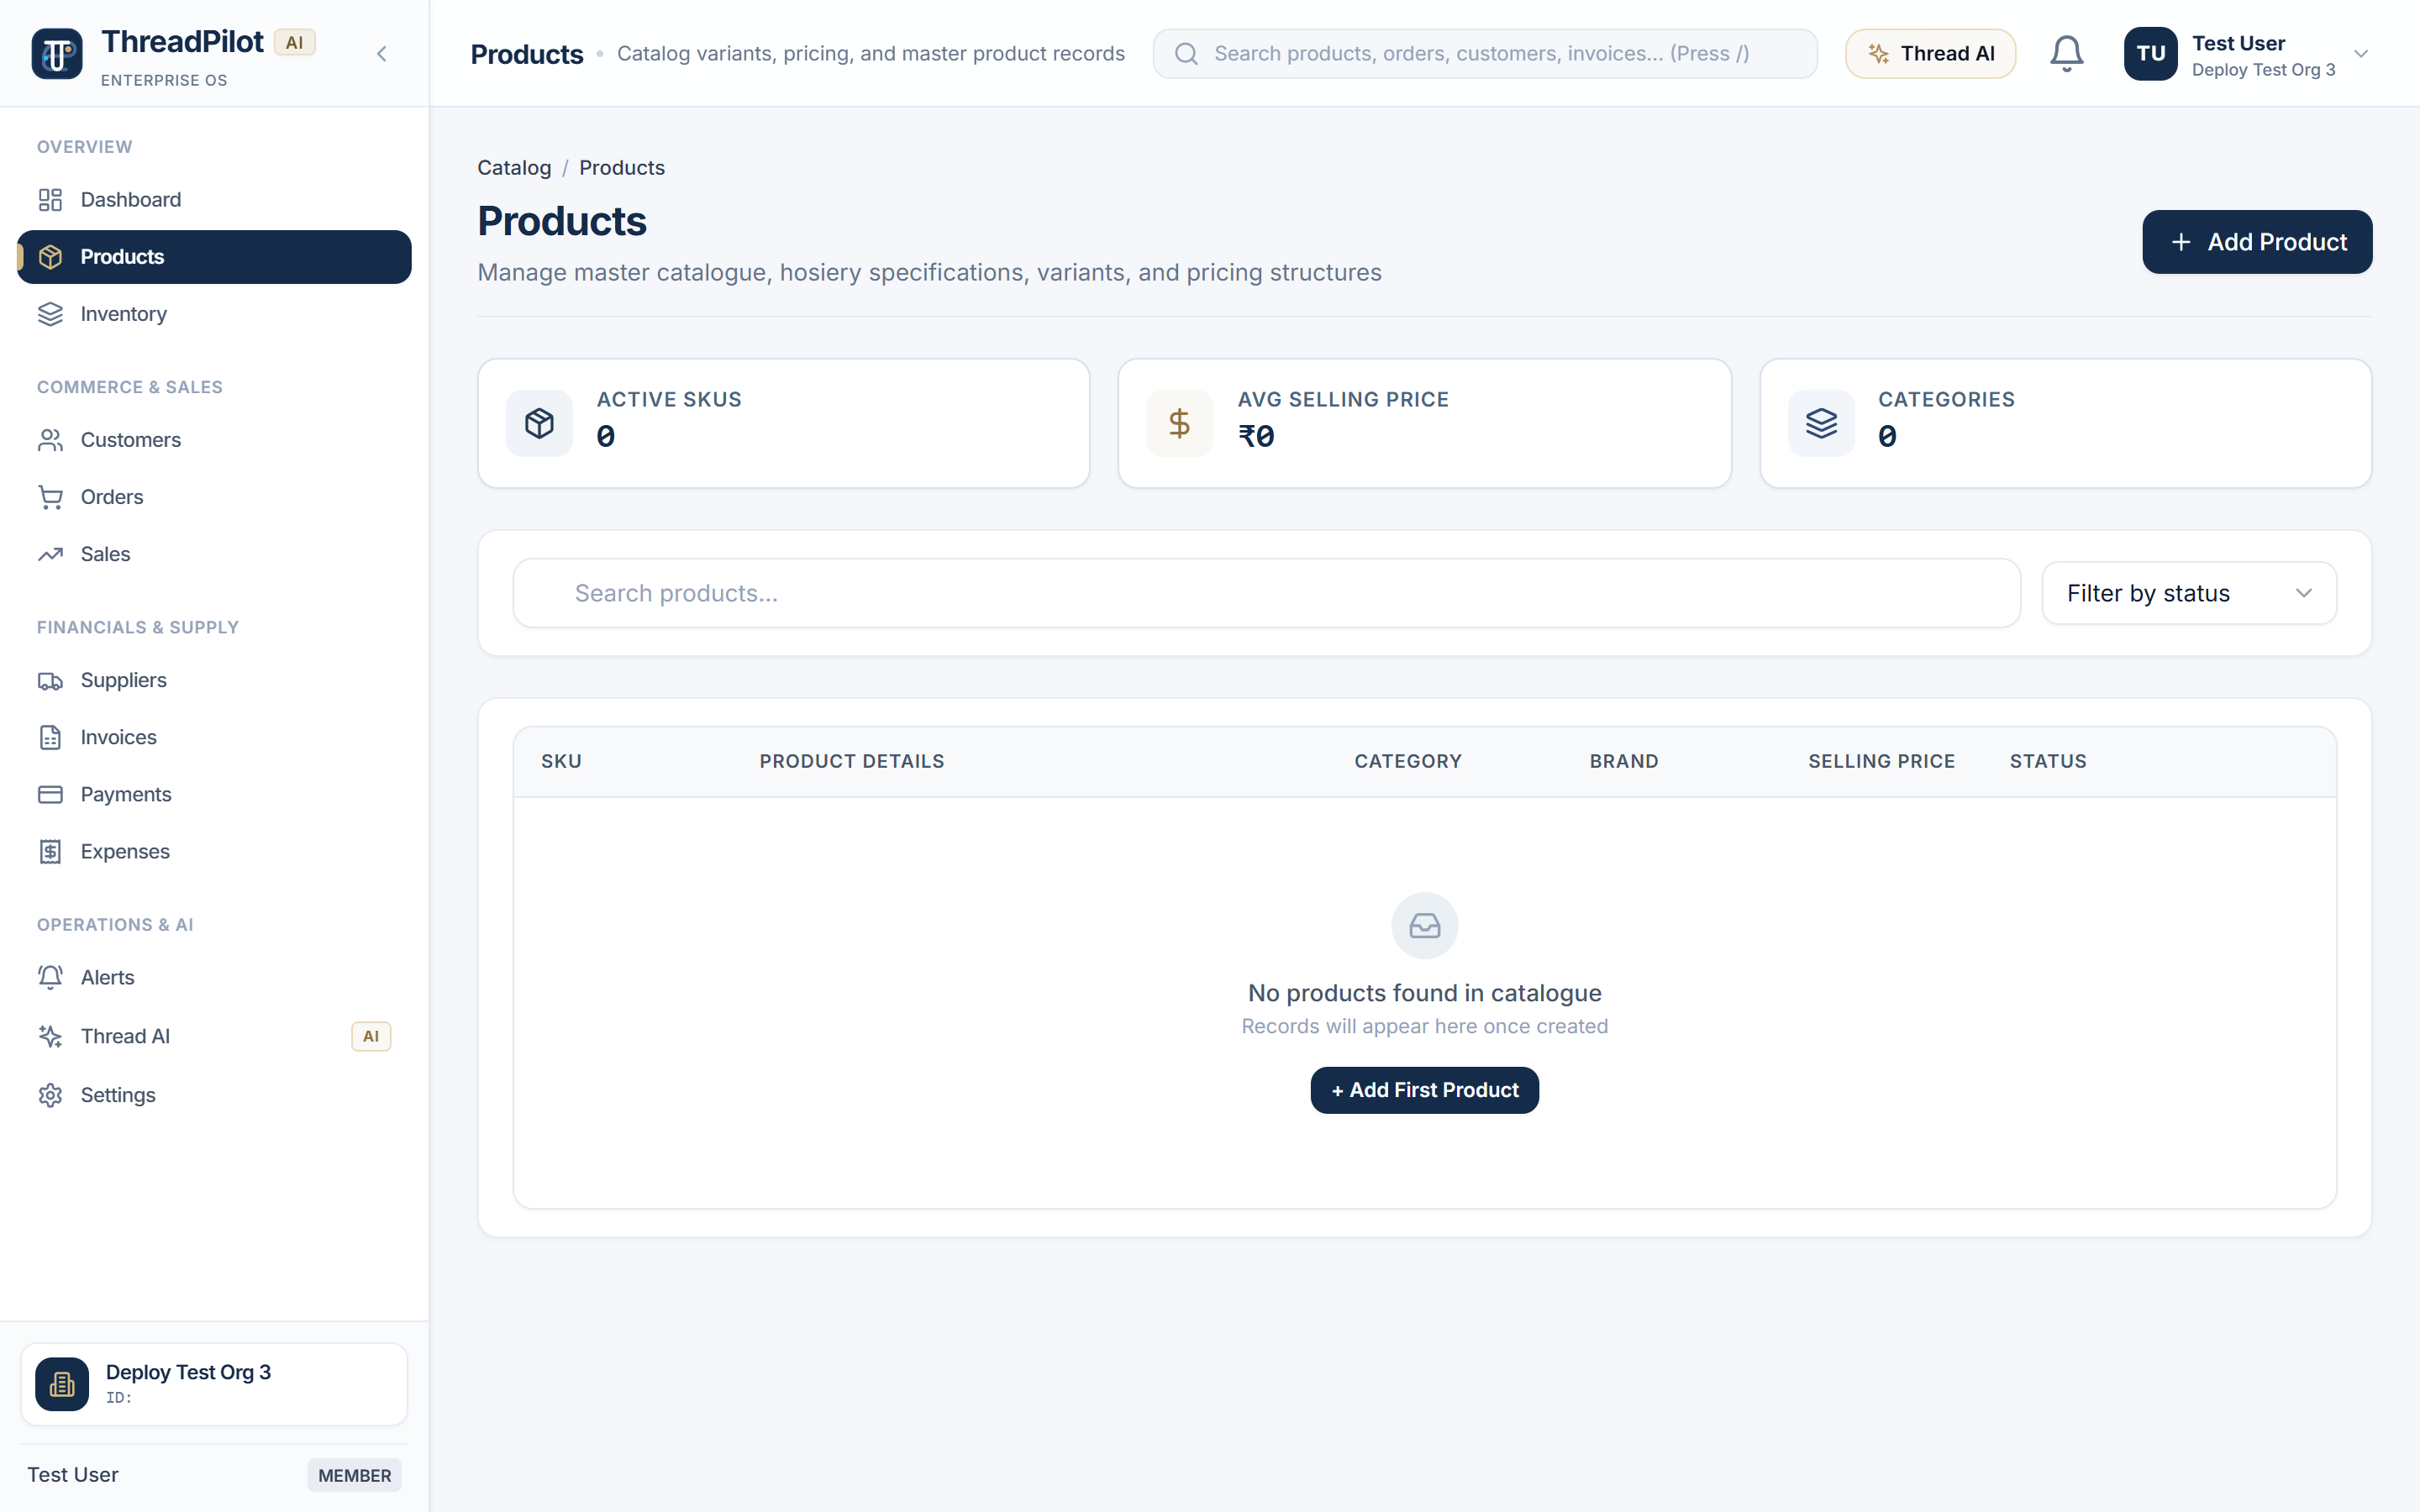 ThreadPilot AI
ENTERPRISE OS
OVERVIEW
Dashboard
Products
Inventory
COMMERCE & SALES
Customers
Orders
Sales
FINANCIALS & SUPPLY
Suppliers
Invoices
Payments
Expenses
OPERATIONS & AI
Alerts
Thread AI AI
Settings
Deploy Test Org 3
ID:
Test User MEMBER
Products • Catalog variants, pricing, and master product records
Search products, orders, customers, invoices... (Press /)
Thread AI
TU
Test User
Deploy Test Org 3
Catalog / Products
Products
Manage master catalogue, hosiery specifications, variants, and pricing structures
+ Add Product
ACTIVE SKUS
0
AVG SELLING PRICE
₹0
CATEGORIES
0
Search products...
Filter by status
SKU PRODUCT DETAILS CATEGORY BRAND SELLING PRICE STATUS
No products found in catalogue
Records will appear here once created
+ Add First Product